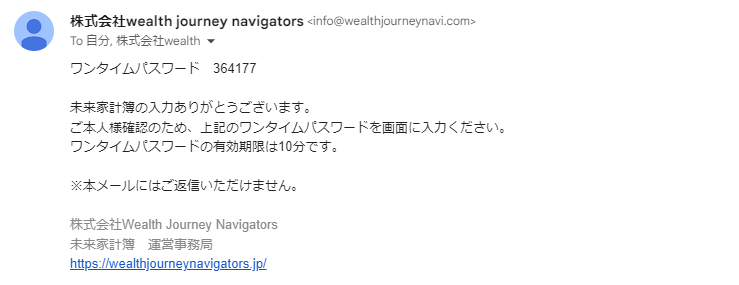 株式会社wealth journey navigators <info@wealthjourneynavi.com>
To 自分, 株式会社wealth
ワンタイムパスワード　364177
未来家計簿の入力ありがとうございます。
ご本人様確認のため、上記のワンタイムパスワードを画面に入力ください。
ワンタイムパスワードの有効期限は10分です。
※本メールにはご返信いただけません。
株式会社Wealth Journey Navigators
未来家計簿　運営事務局
https://wealthjourneynavigators.jp/